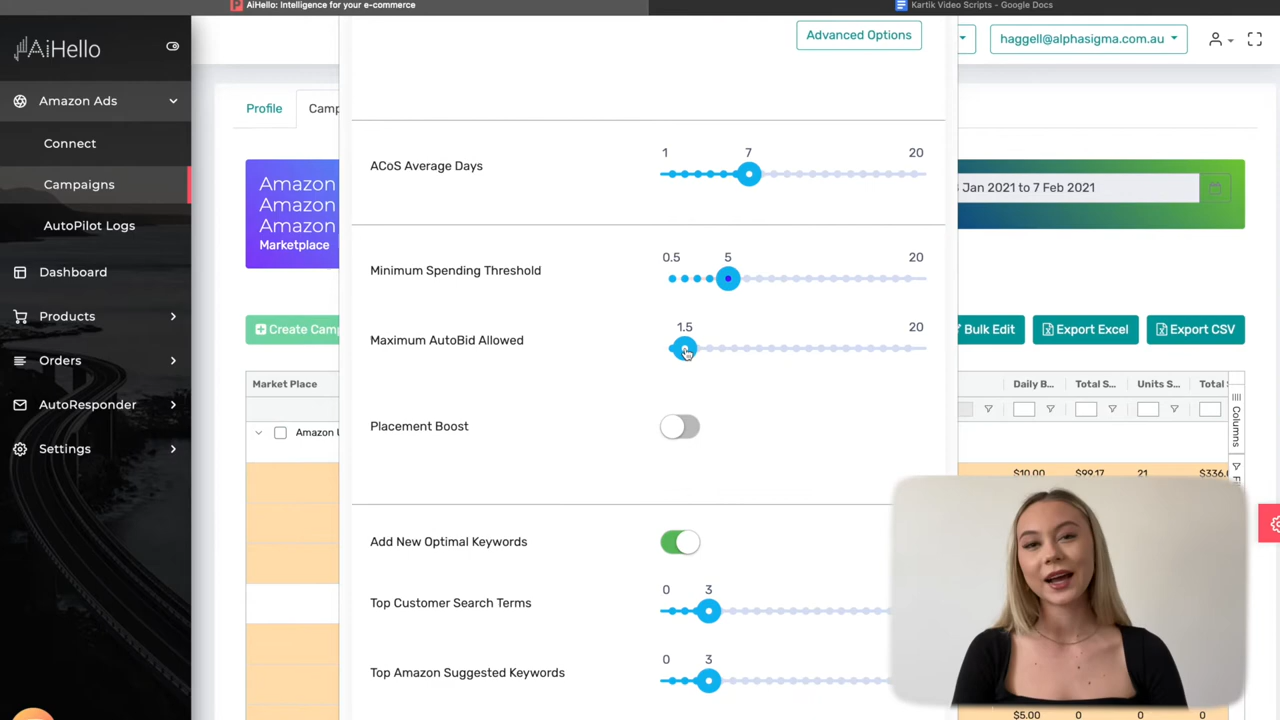 AiHello: Intelligence for your e-commerce
Kartik Video Scripts - Google Docs
AiHello
Advanced Options
haggell@alphasigma.com.au
Amazon Ads
Connect
Campaigns
AutoPilot Logs
Dashboard
Products
Orders
AutoResponder
Settings
Profile
Camp
Amazon
Amazon
Amazon
Marketplace
Jan 2021 to 7 Feb 2021
ACoS Average Days
1 7 20
Minimum Spending Threshold
0.5 5 20
Maximum AutoBid Allowed
1.5 20
Placement Boost
Add New Optimal Keywords
Top Customer Search Terms
0 3
Top Amazon Suggested Keywords
0 3
Create Camp
Bulk Edit
Export Excel
Export CSV
Market Place
Daily B...
Total S...
Units S...
Total
Columns
Amazon U
$10.00 $99.17 21 $336.
$5.00 0 0 0